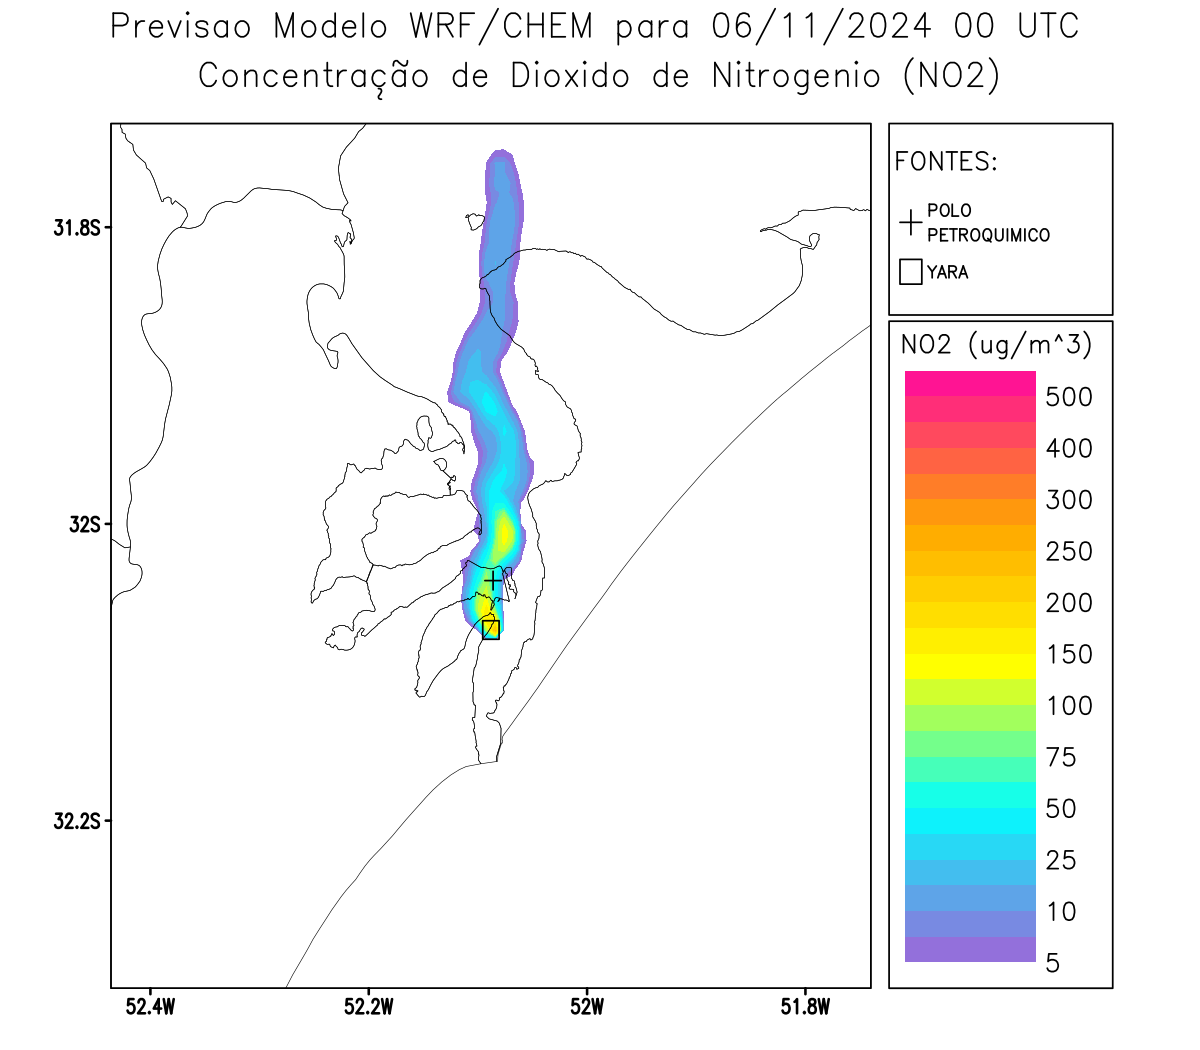 Previsao Modelo WRF/CHEM para 06/11/2024 00 UTC
Concentração de Dioxido de Nitrogenio (NO2)
FONTES:
POLO
PETROQUIMICO
YARA
NO2 (ug/m^3)
500
400
300
250
200
150
100
75
50
25
10
5
31.8S
32S
32.2S
52.4W
52.2W
52W
51.8W